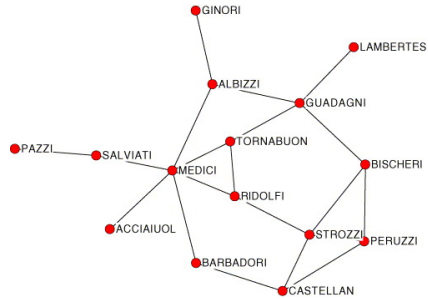 GINORI
LAMBERTES
ALBIZZI
GUADAGNI
TORNABUON
PAZZI
SALVIATI
BISCHERI
MEDICI
RIDOLFI
ACCIAIUOL
STROZZI
PERUZZI
BARBADORI
CASTELLAN